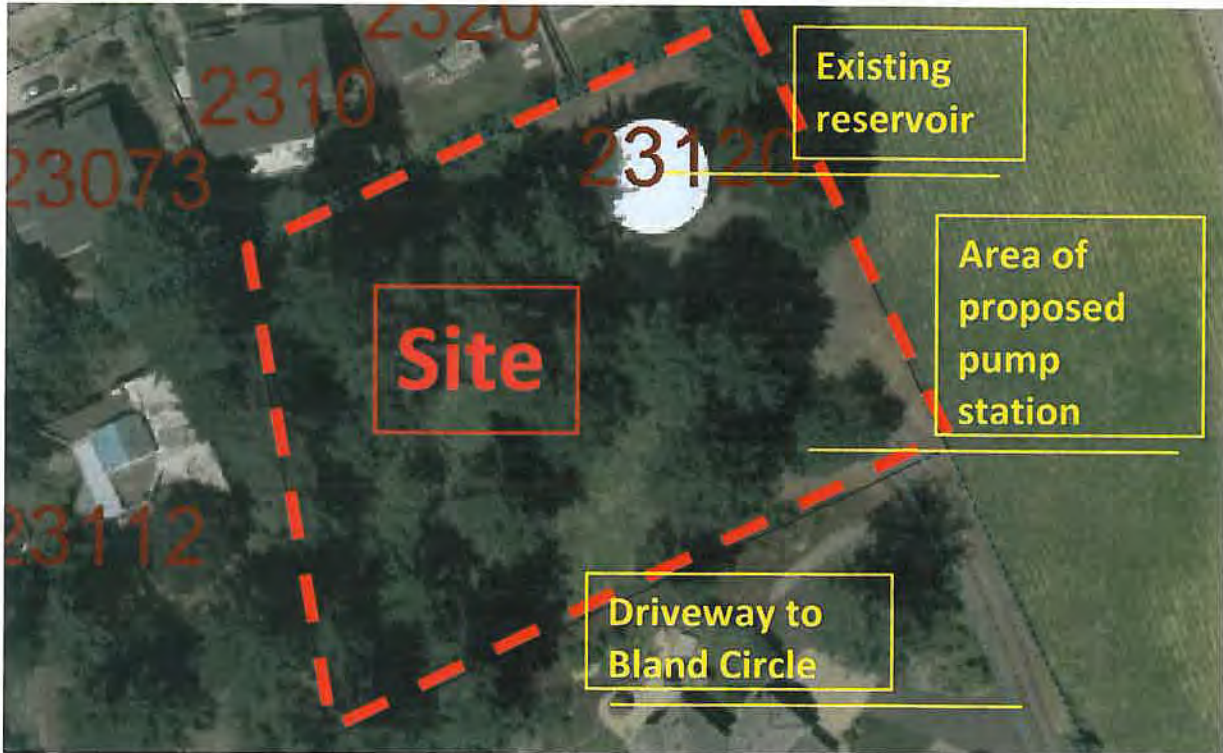 2320
2310
23073
23120
23112
Existing
reservoir
Area of
proposed
pump
station
Site
Driveway to
Bland Circle